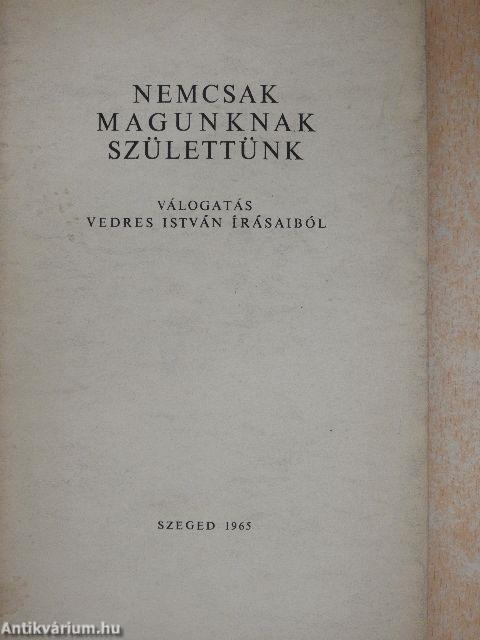 NEMCSAK
MAGUNKNAK
SZÜLETTÜNK
VÁLOGATÁS
VEDRES ISTVÁN ÍRÁSAIBÓL
SZEGED 1965
Antikvárium.hu